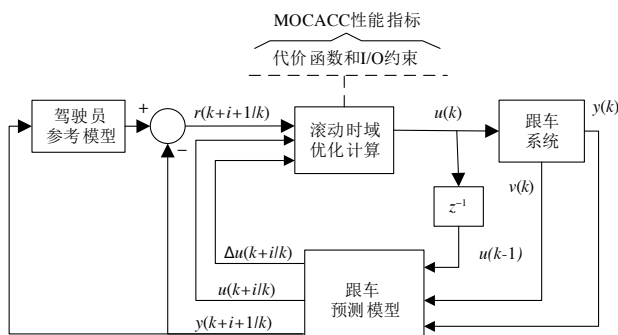 MOCACC性能指标
代价函数和I/O约束
驾驶员
参考模型
+
−
r(k+i+1/k)
滚动时域
优化计算
u(k)
跟车
系统
y(k)
v(k)
z⁻¹
u(k-1)
Δu(k+i/k)
u(k+i/k)
y(k+i+1/k)
跟车
预测模型